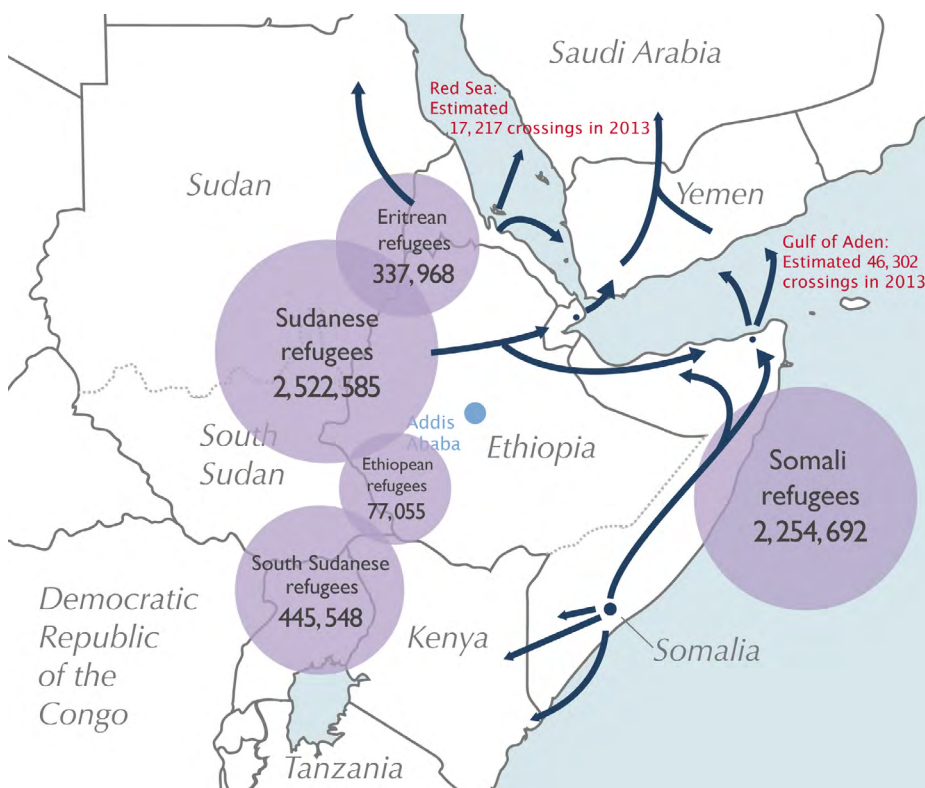 Saudi Arabia
Red Sea:
Estimated
17,217 crossings in 2013
Sudan
Yemen
Eritrean
refugees
337,968
Gulf of Aden:
Estimated 46,302
crossings in 2013
Sudanese
refugees
2,522,585
Addis
Ababa
South
Sudan
Ethiopia
Ethiopean
refugees
77,055
Somali
refugees
2,254,692
South Sudanese
refugees
445,548
Democratic
Republic
of the
Congo
Kenya
Somalia
Tanzania